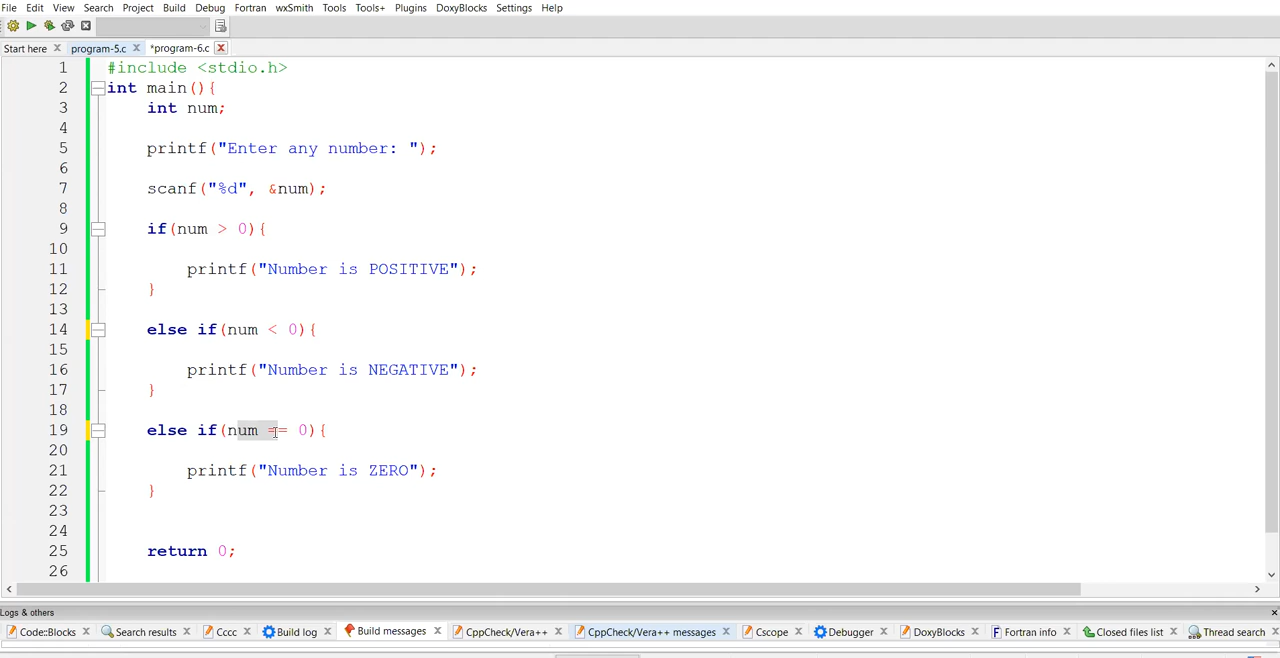 File Edit View Search Project Build Debug Fortran wxSmith Tools Tools+ Plugins DoxyBlocks Settings Help
Start here program-5.c *program-6.c
1 #include <stdio.h>
2 int main(){
3 int num;
4
5 printf("Enter any number: ");
6
7 scanf("%d", &num);
8
9 if(num > 0){
10
11 printf("Number is POSITIVE");
12 }
13
14 else if(num < 0){
15
16 printf("Number is NEGATIVE");
17 }
18
19 else if(num == 0){
20
21 printf("Number is ZERO");
22 }
23
24
25 return 0;
26
Logs & others
Code::Blocks Search results Cccc Build log Build messages CppCheck/Vera++ CppCheck/Vera++ messages Cscope Debugger DoxyBlocks Fortran info Closed files list Thread search